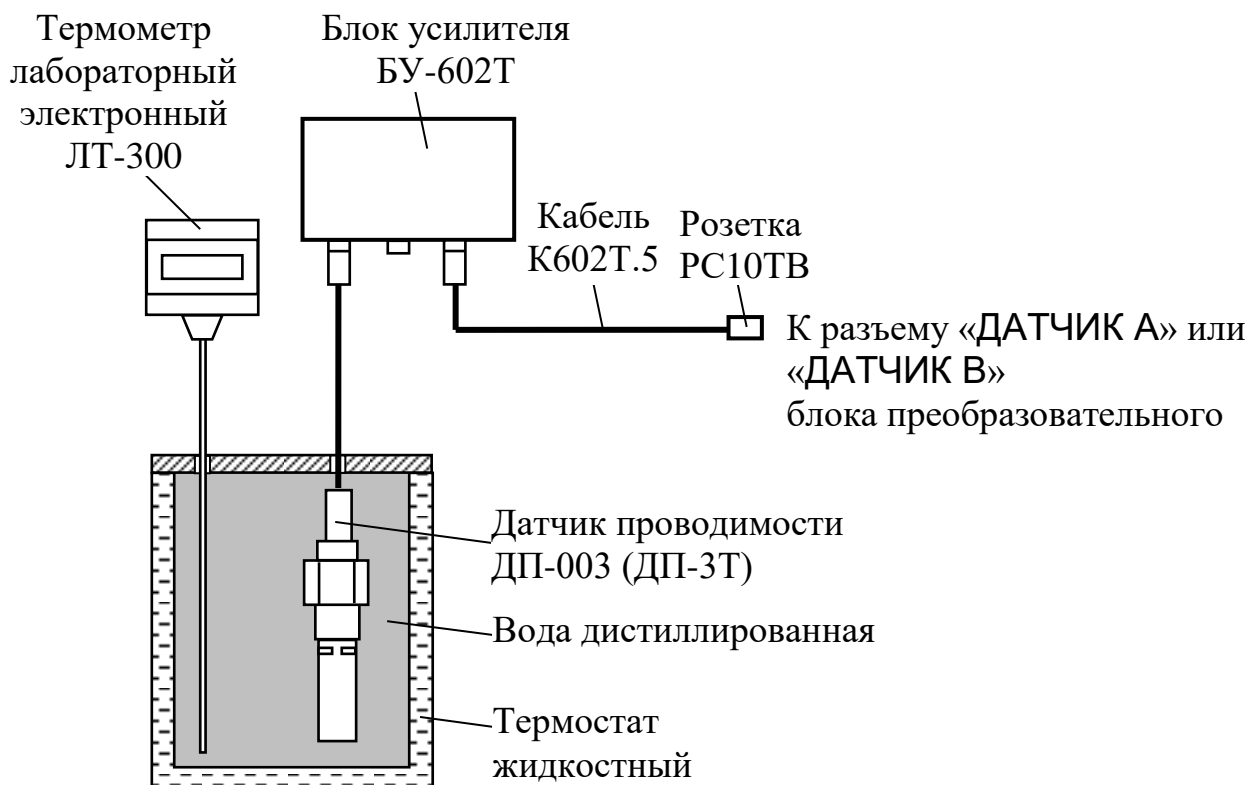 Термометр
лабораторный
электронный
ЛТ-300
Блок усилителя
БУ-602Т
Кабель
К602Т.5
Розетка
РС10ТВ
К разъему «ДАТЧИК А» или
«ДАТЧИК В»
блока преобразовательного
Датчик проводимости
ДП-003 (ДП-3Т)
Вода дистиллированная
Термостат
жидкостный